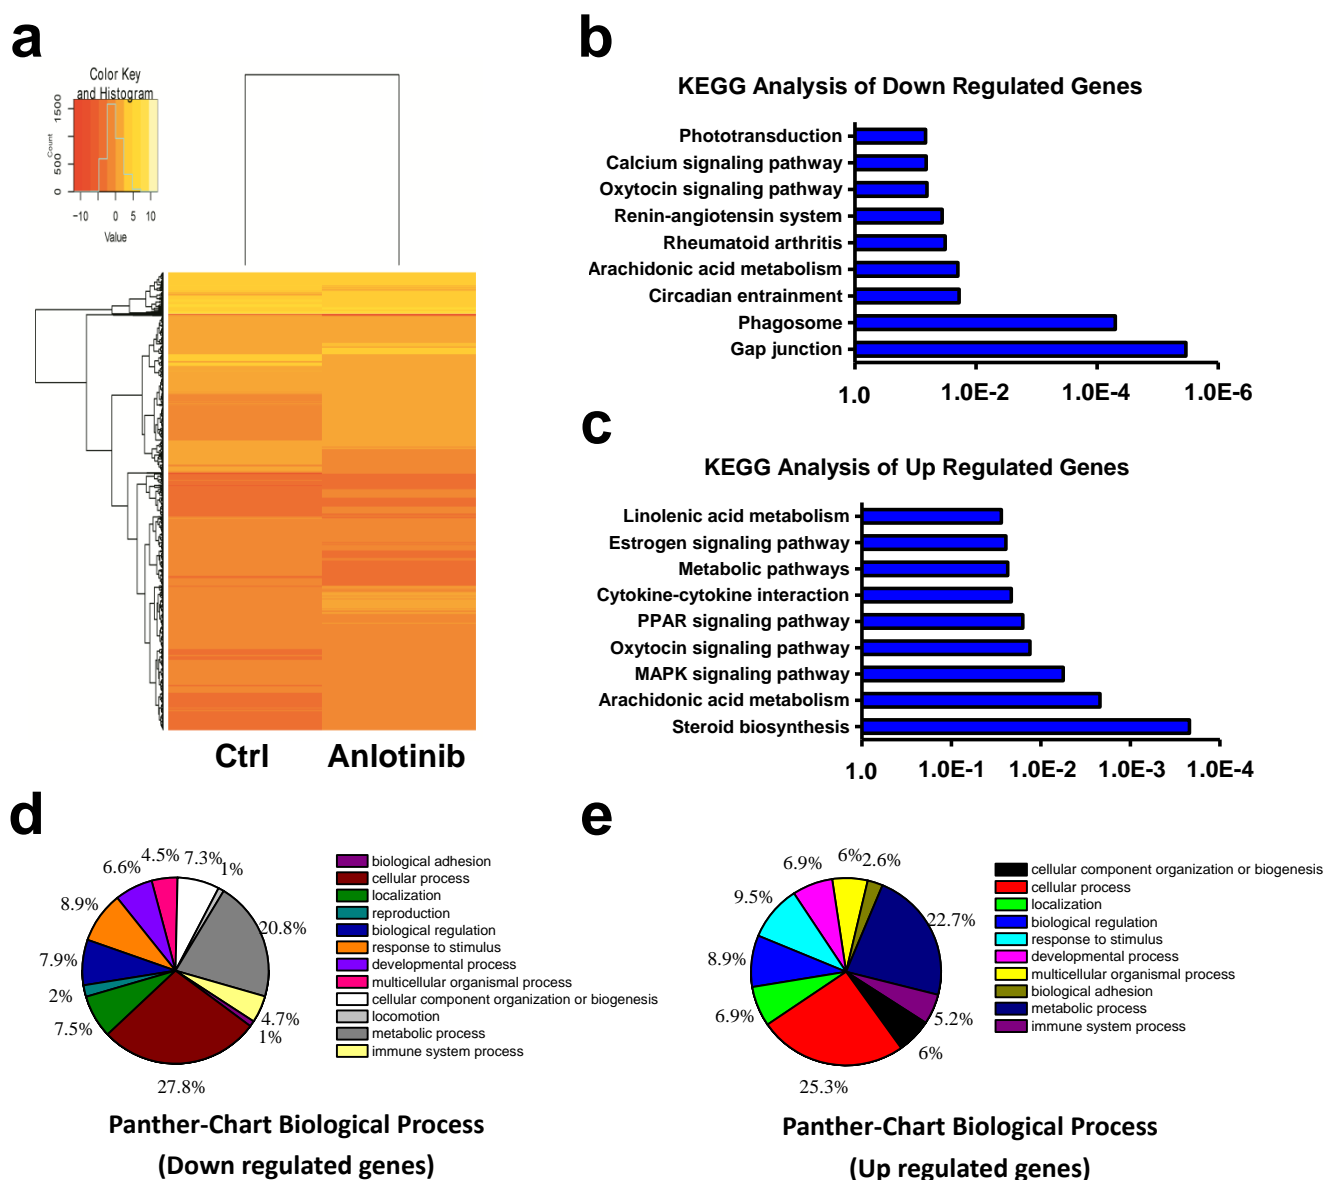 a
Color Key
and Histogram
Count
0 500 1500
−10 0 5 10
Value
Ctrl Anlotinib
b
KEGG Analysis of Down Regulated Genes
Phototransduction
Calcium signaling pathway
Oxytocin signaling pathway
Renin-angiotensin system
Rheumatoid arthritis
Arachidonic acid metabolism
Circadian entrainment
Phagosome
Gap junction
1.0 1.0E-2 1.0E-4 1.0E-6
c
KEGG Analysis of Up Regulated Genes
Linolenic acid metabolism
Estrogen signaling pathway
Metabolic pathways
Cytokine-cytokine interaction
PPAR signaling pathway
Oxytocin signaling pathway
MAPK signaling pathway
Arachidonic acid metabolism
Steroid biosynthesis
1.0 1.0E-1 1.0E-2 1.0E-3 1.0E-4
d
4.5% 7.3% 1%
6.6%
8.9%
20.8%
7.9%
2%
4.7%
7.5%
1%
27.8%
biological adhesion
cellular process
localization
reproduction
biological regulation
response to stimulus
developmental process
multicellular organismal process
cellular component organization or biogenesis
locomotion
metabolic process
immune system process
Panther-Chart Biological Process
(Down regulated genes)
e
6.9% 6% 2.6%
9.5%
22.7%
8.9%
6.9%
5.2%
6%
25.3%
cellular component organization or biogenesis
cellular process
localization
biological regulation
response to stimulus
developmental process
multicellular organismal process
biological adhesion
metabolic process
immune system process
Panther-Chart Biological Process
(Up regulated genes)